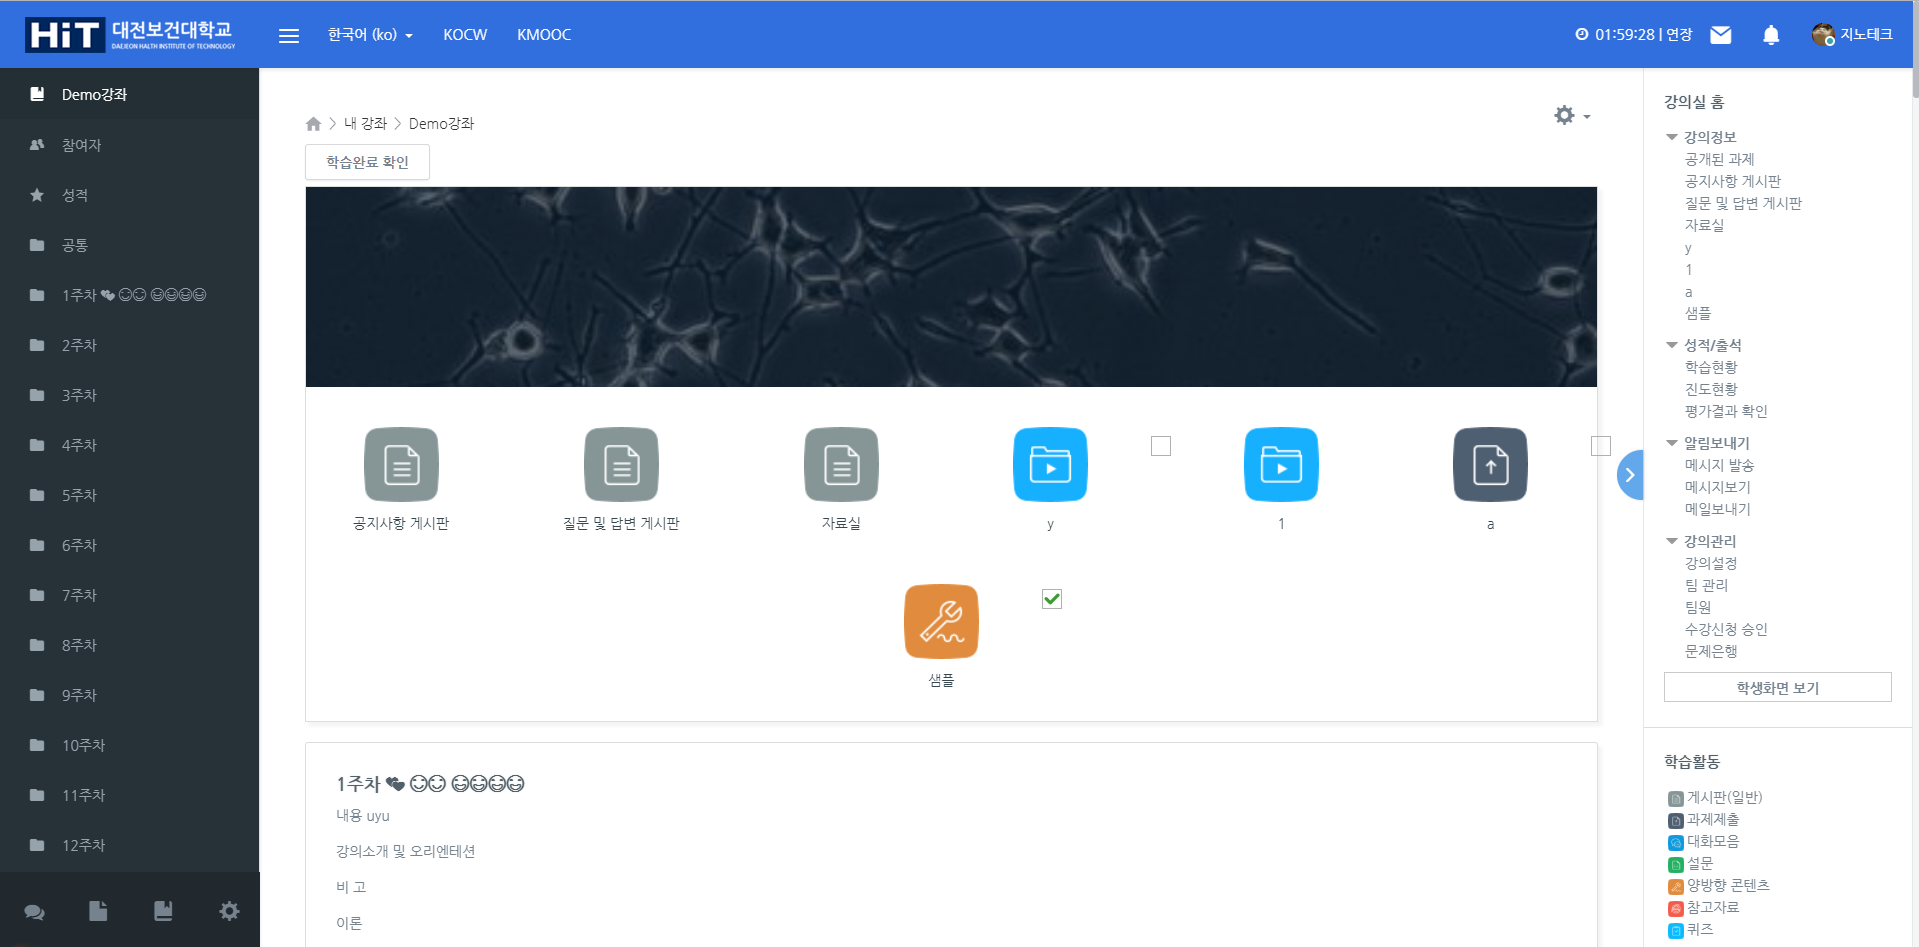 HiT 대전보건대학교
DAEJEON HALTH INSTITUTE OF TECHNOLOGY
한국어 (ko)
KOCW
KMOOC
01:59:28 | 연장
지노테크
Demo강좌
참여자
성적
공통
1주차
2주차
3주차
4주차
5주차
6주차
7주차
8주차
9주차
10주차
11주차
12주차
내 강좌
Demo강좌
학습완료 확인
공지사항 게시판
질문 및 답변 게시판
자료실
y
1
a
샘플
1주차
내용 uyu
강의소개 및 오리엔테션
비 고
이론
강의실 홈
강의정보
공개된 과제
공지사항 게시판
질문 및 답변 게시판
자료실
y
1
a
샘플
성적/출석
학습현황
진도현황
평가결과 확인
알림보내기
메시지 발송
메시지보기
메일보내기
강의관리
강의설정
팀 관리
팀원
수강신청 승인
문제은행
학생화면 보기
학습활동
게시판(일반)
과제제출
대화모음
설문
양방향 콘텐츠
참고자료
퀴즈